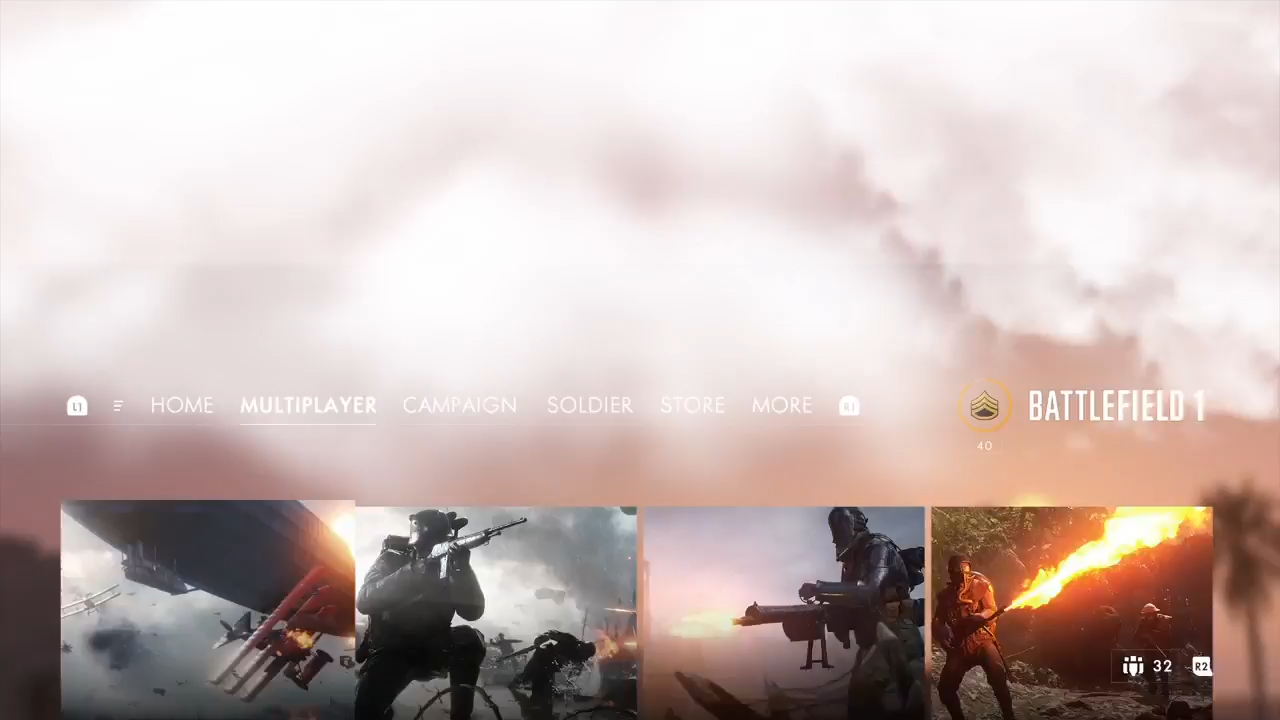 L1 HOME MULTIPLAYER CAMPAIGN SOLDIER STORE MORE R1 BATTLEFIELD 1
40
32 R2